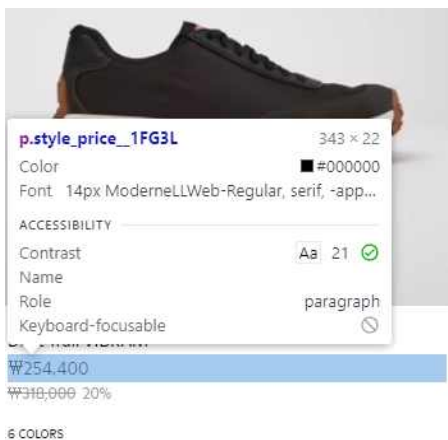 p.style_price__1FG3L 343 × 22
Color #000000
Font 14px ModerneLLWeb-Regular, serif, -app...
ACCESSIBILITY
Contrast Aa 21
Name
Role paragraph
Keyboard-focusable
₩254,400
₩318,000 20%
6 COLORS